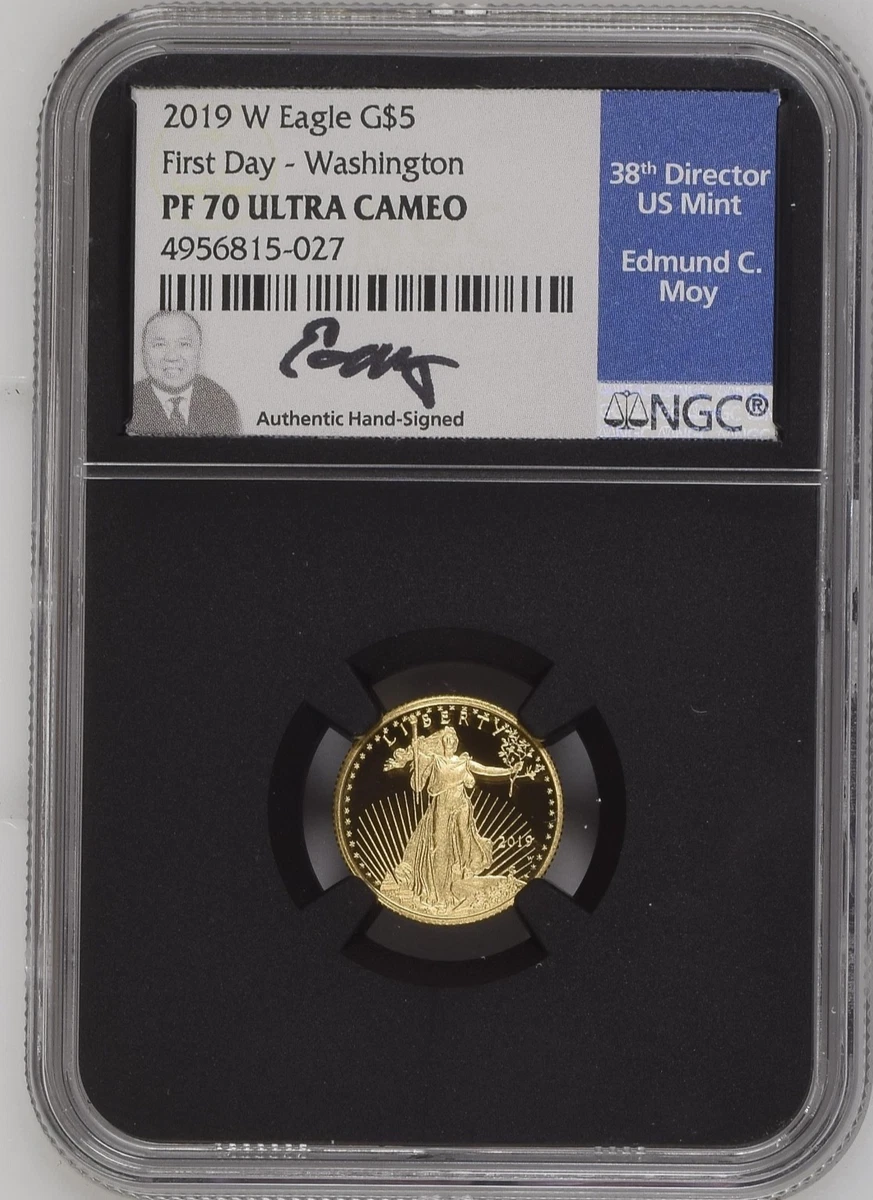 2019 W Eagle G$5
First Day - Washington
PF 70 ULTRA CAMEO
4956815-027
Authentic Hand-Signed
38th Director
US Mint
Edmund C.
Moy
NGC®
LIBERTY
2019
W